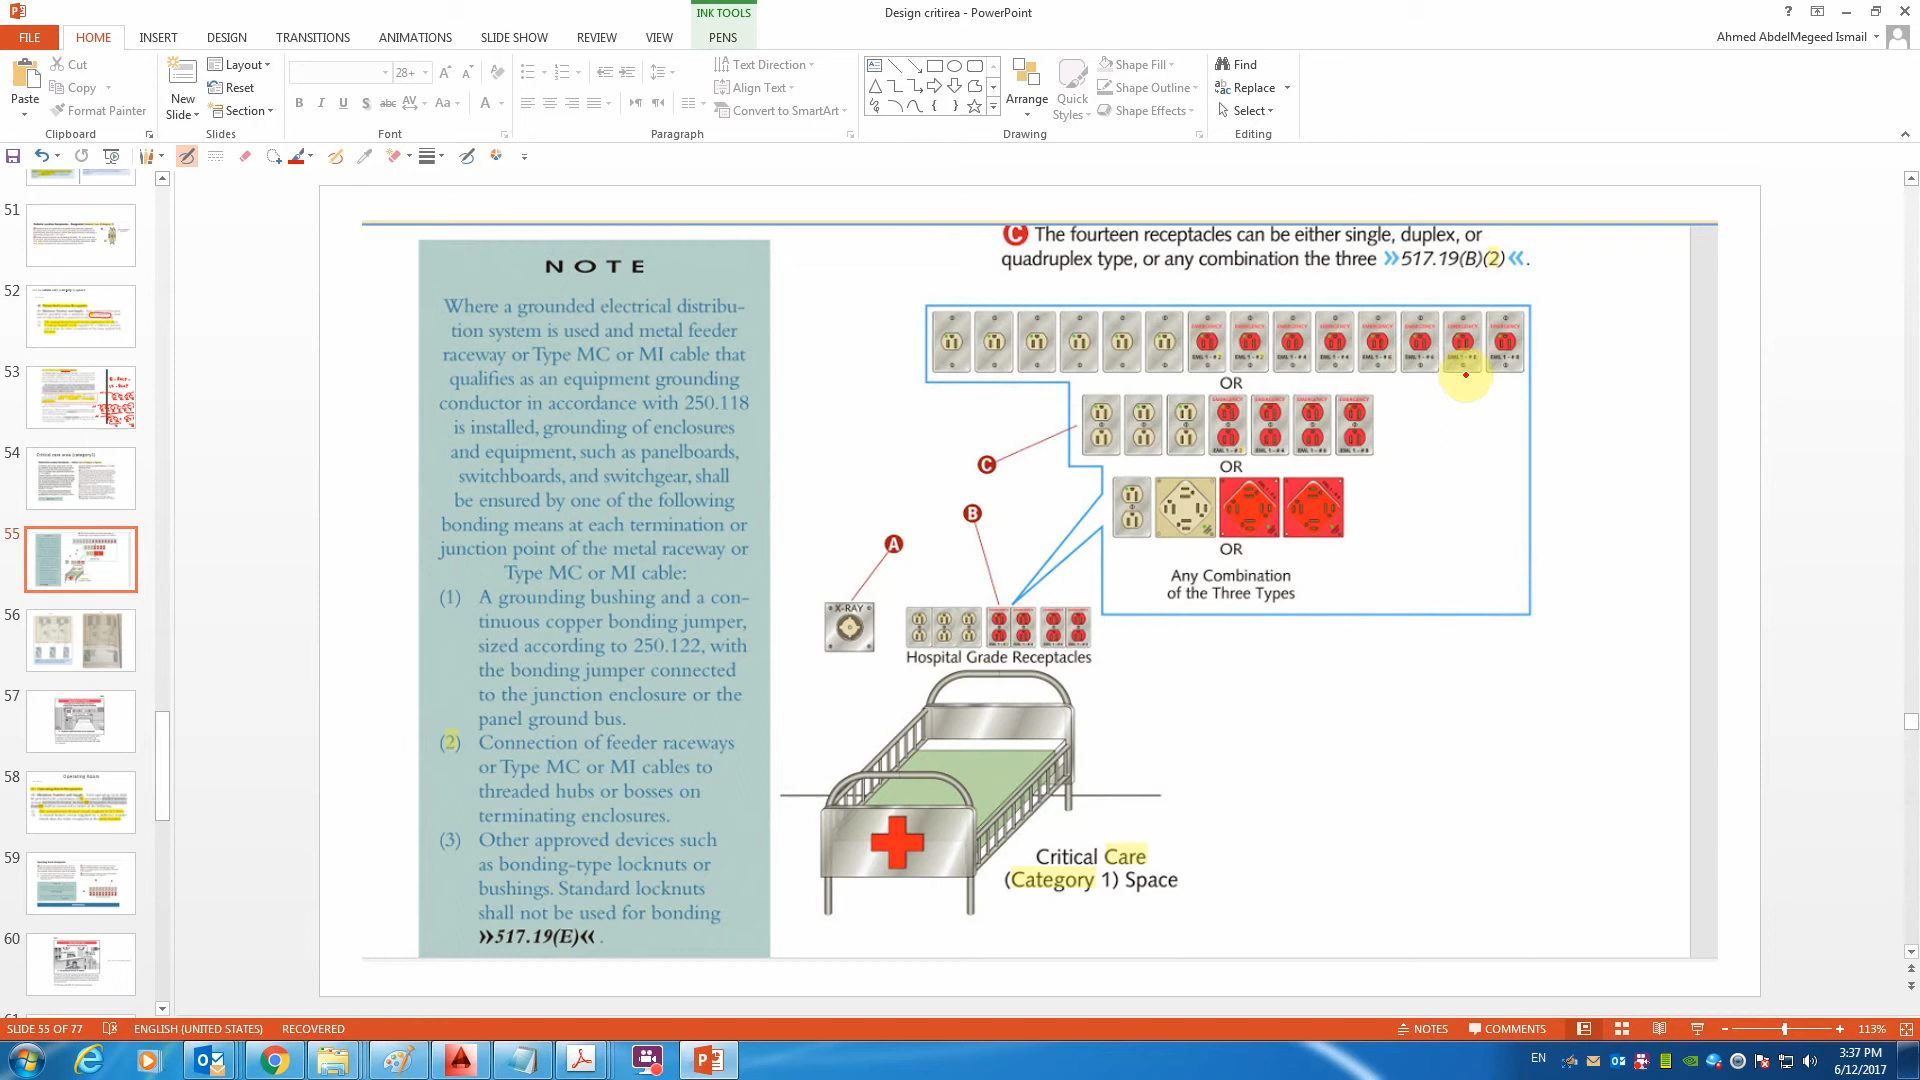 INK TOOLS
Design critirea - PowerPoint
FILE
HOME
INSERT
DESIGN
TRANSITIONS
ANIMATIONS
SLIDE SHOW
REVIEW
VIEW
PENS
Ahmed AbdelMegeed Ismail
Paste
Cut
Copy
Format Painter
Clipboard
New
Slide
Layout
Reset
Section
Slides
28+
Font
Text Direction
Align Text
Convert to SmartArt
Paragraph
Arrange
Quick
Styles
Shape Fill
Shape Outline
Shape Effects
Drawing
Find
Replace
Select
Editing
51
52
53
54
55
56
57
58
Operating Room
59
60
NOTE
Where a grounded electrical distribu-
tion system is used and metal feeder
raceway or Type MC or MI cable that
qualifies as an equipment grounding
conductor in accordance with 250.118
is installed, grounding of enclosures
and equipment, such as panelboards,
switchboards, and switchgear, shall
be ensured by one of the following
bonding means at each termination or
junction point of the metal raceway or
Type MC or MI cable:
(1) A grounding bushing and a con-
tinuous copper bonding jumper,
sized according to 250.122, with
the bonding jumper connected
to the junction enclosure or the
panel ground bus.
(2) Connection of feeder raceways
or Type MC or MI cables to
threaded hubs or bosses on
terminating enclosures.
(3) Other approved devices such
as bonding-type locknuts or
bushings. Standard locknuts
shall not be used for bonding
»517.19(E)« .
C The fourteen receptacles can be either single, duplex, or
quadruplex type, or any combination the three »517.19(B)(2)«.
OR
OR
OR
Any Combination
of the Three Types
C
B
A
X-RAY
Hospital Grade Receptacles
Critical Care
(Category 1) Space
SLIDE 55 OF 77
ENGLISH (UNITED STATES)
RECOVERED
NOTES
COMMENTS
113%
EN
3:37 PM
6/12/2017